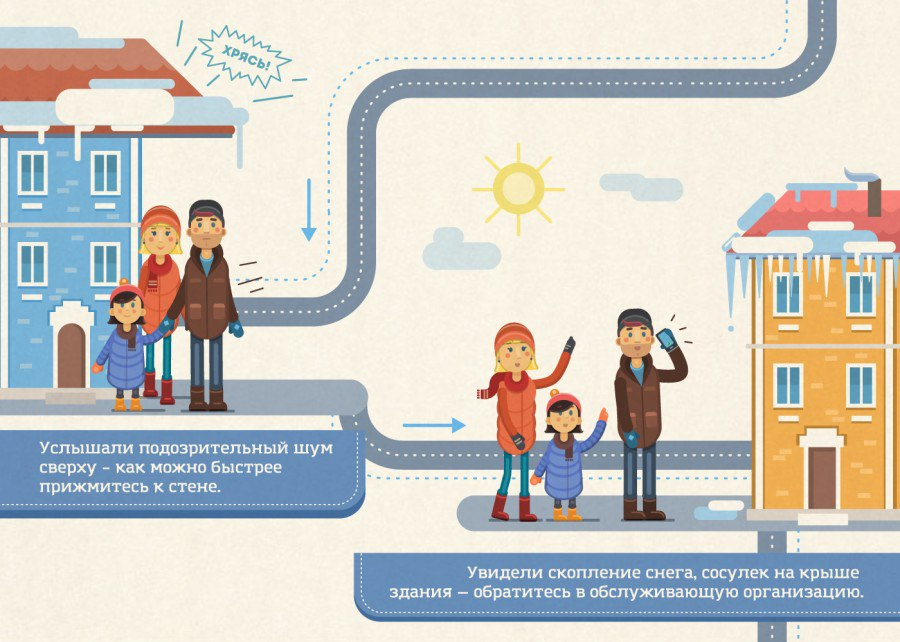 ХРЯСЬ!
Услышали подозрительный шум
сверху - как можно быстрее
прижмитесь к стене.
Увидели скопление снега, сосулек на крыше
здания – обратитесь в обслуживающую организацию.